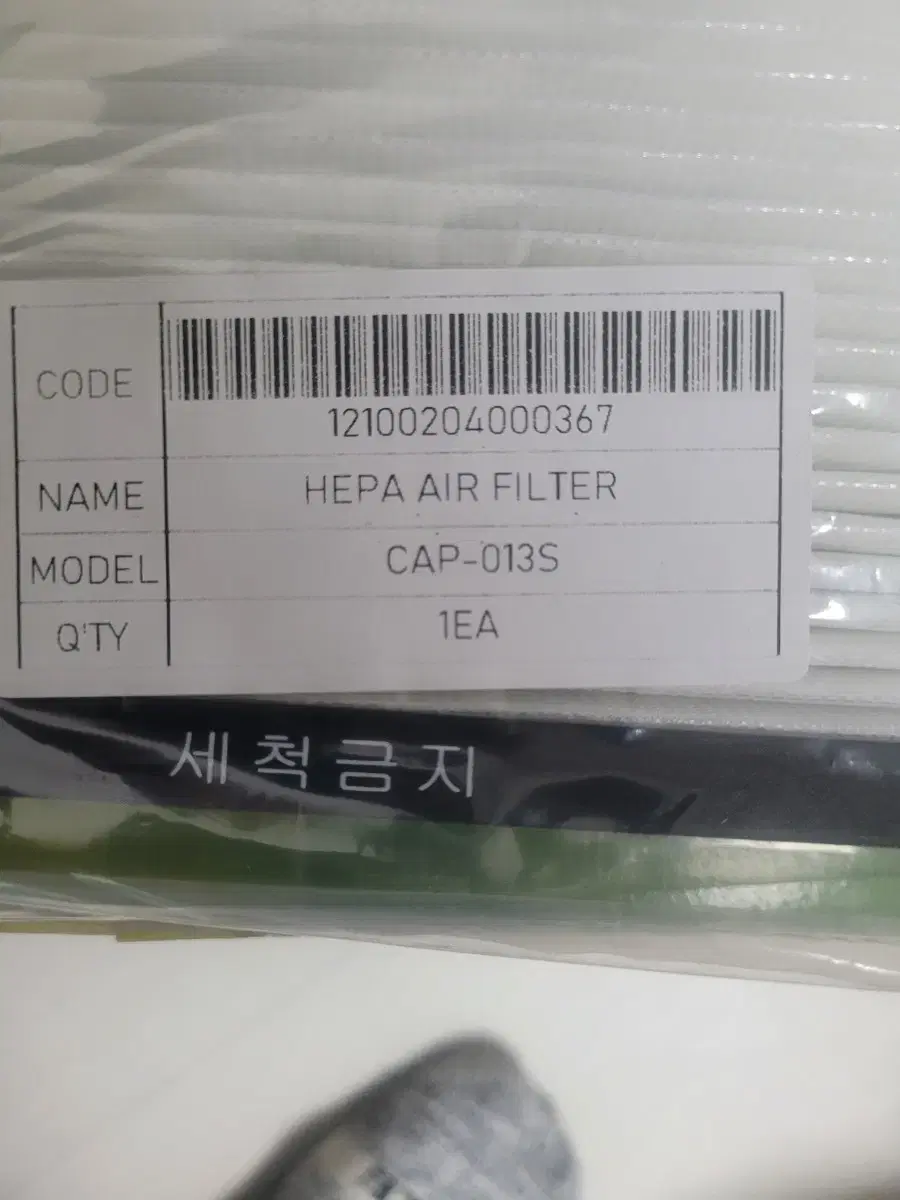 CODE
12100204000367
NAME HEPA AIR FILTER
MODEL CAP-013S
Q'TY 1EA
세척금지